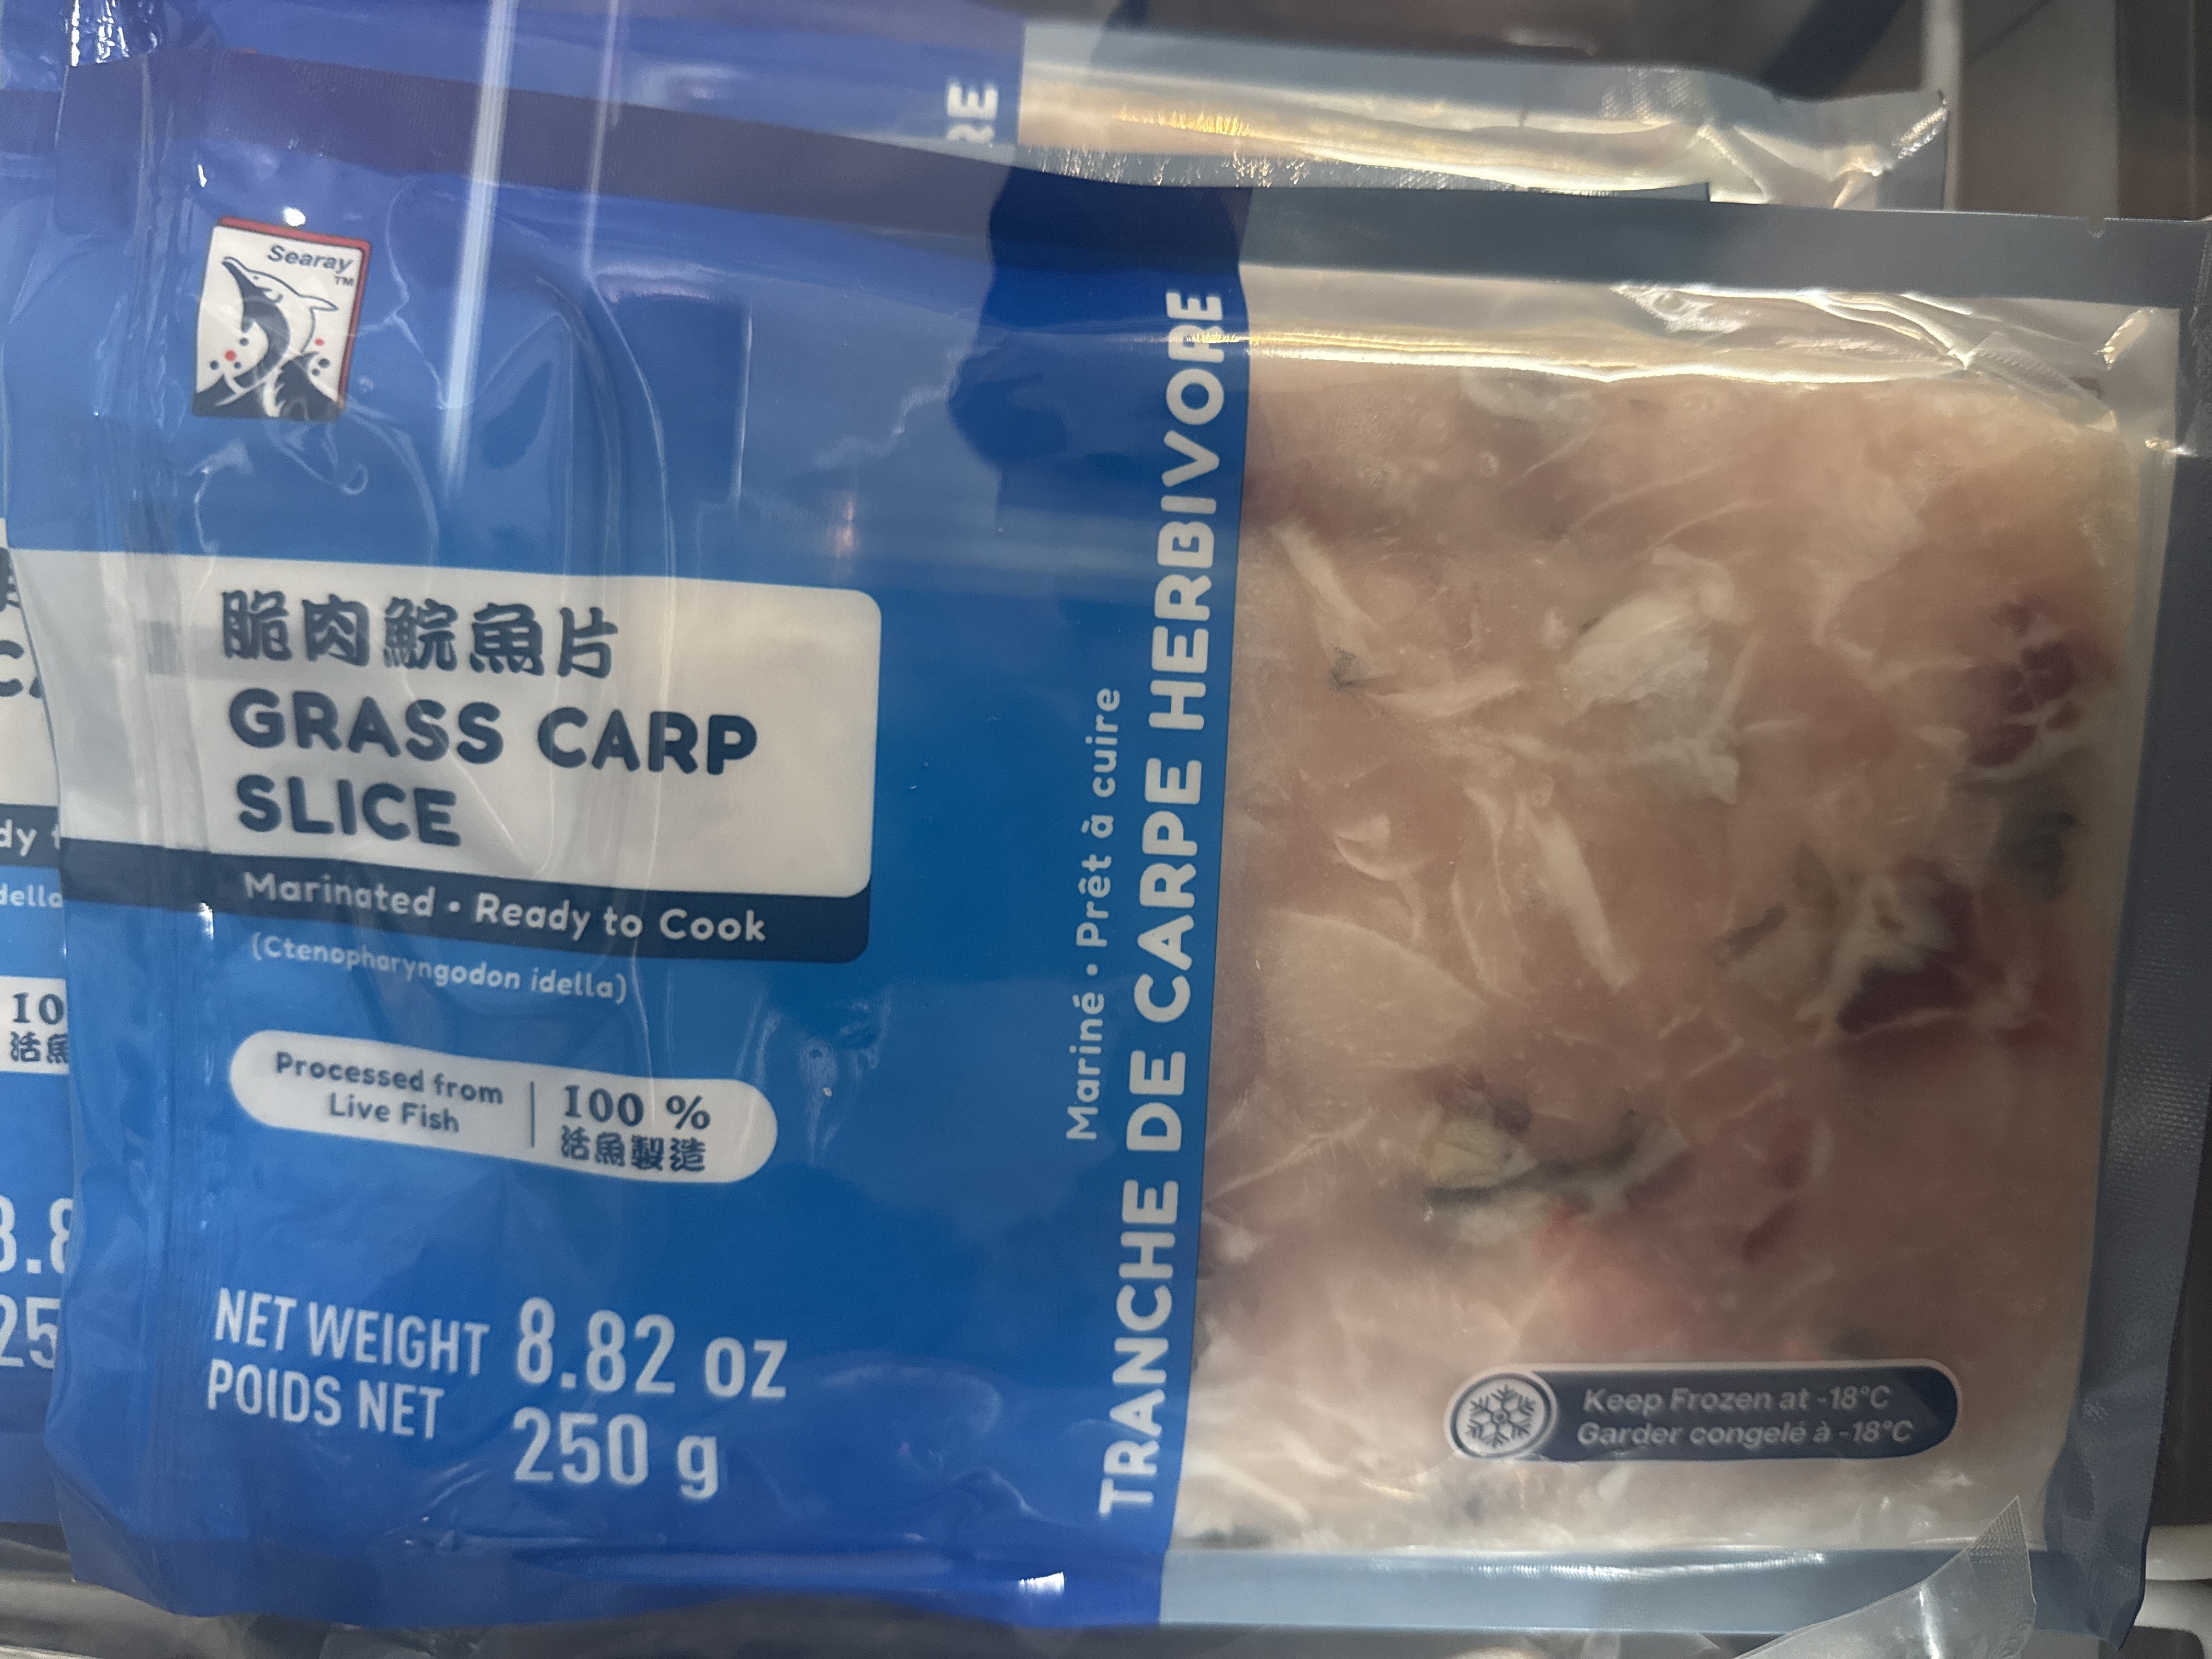 Searay
TM
脆肉鯇魚片
GRASS CARP
SLICE
Marinated • Ready to Cook
(Ctenopharyngodon idella)
Processed from
Live Fish
100 %
活魚製造
NET WEIGHT 8.82 oz
POIDS NET 250 g
Mariné • Prêt à cuire
TRANCHE DE CARPE HERBIVORE
Keep Frozen at -18°C
Garder congelé à -18°C